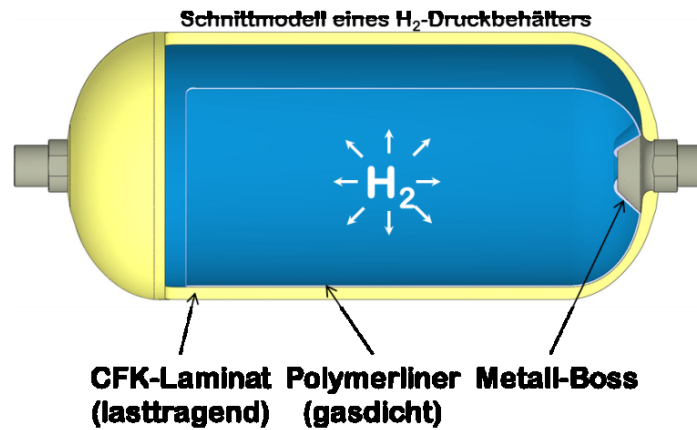 Schnittmodell eines H₂-Druckbehälters
H₂
CFK-Laminat Polymerliner Metall-Boss
(lasttragend) (gasdicht)